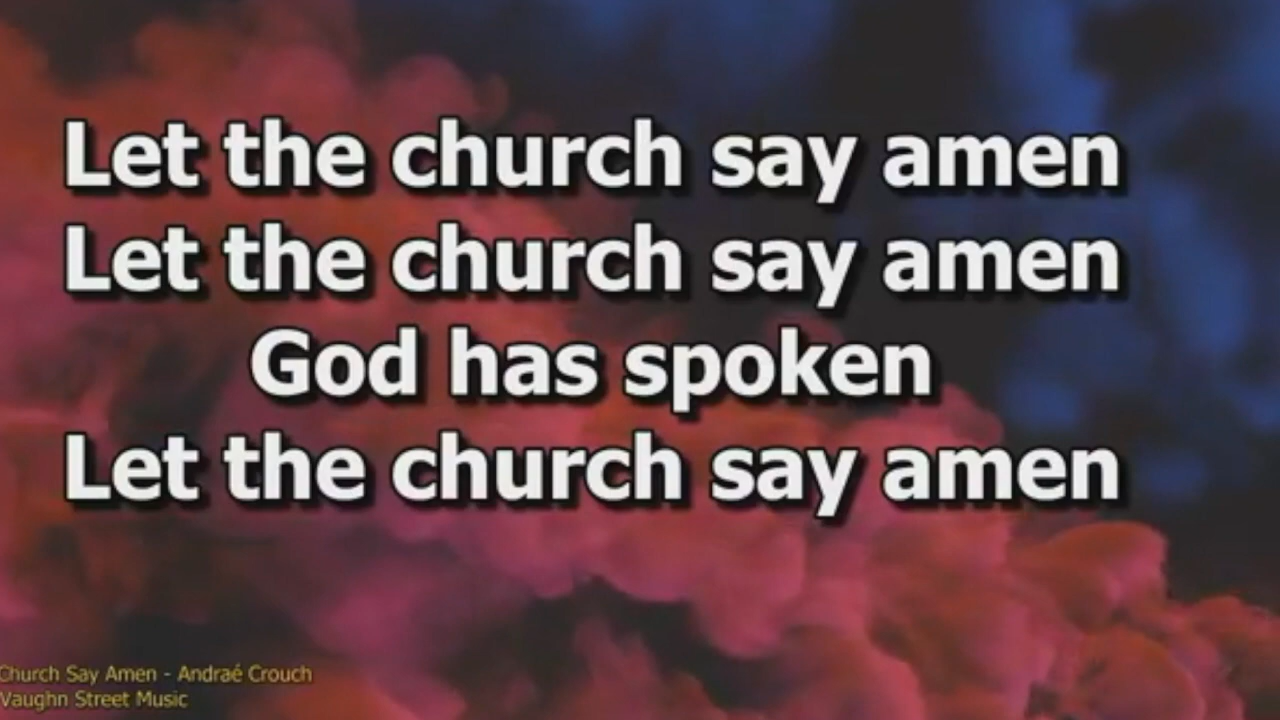 Let the church say amen
Let the church say amen
God has spoken
Let the church say amen
Church Say Amen - Andraé Crouch
Vaughn Street Music